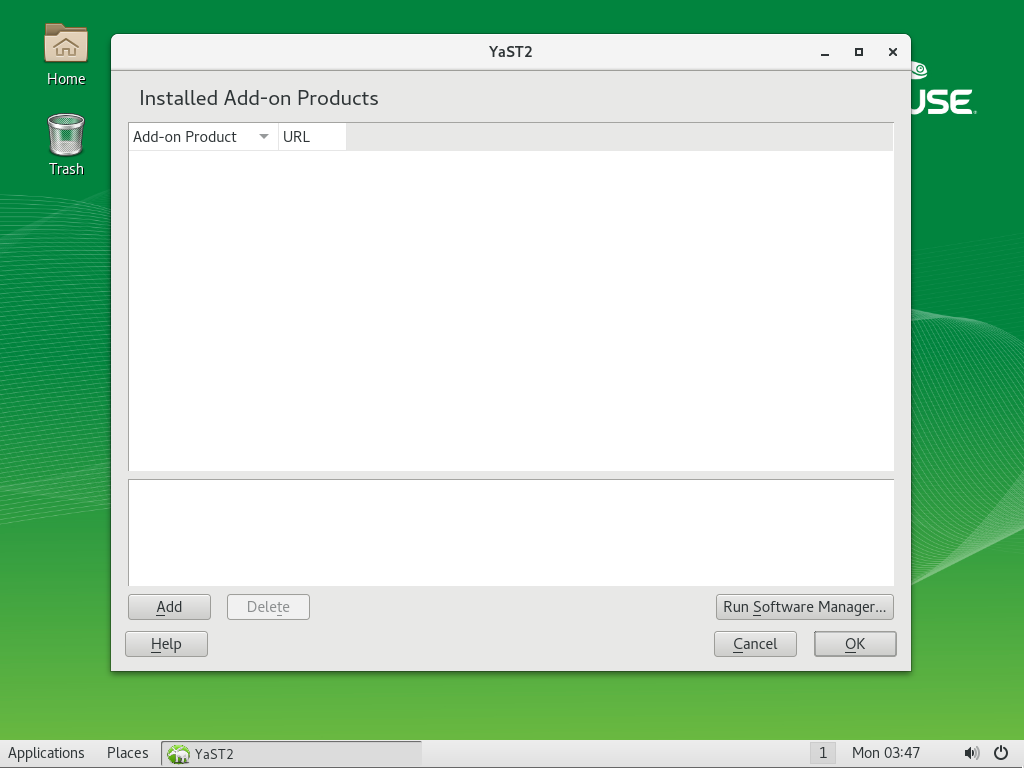 Home
Trash
YaST2
USE
Installed Add-on Products
Add-on Product URL
Add Delete Run Software Manager...
Help Cancel OK
Applications Places YaST2 1 Mon 03:47